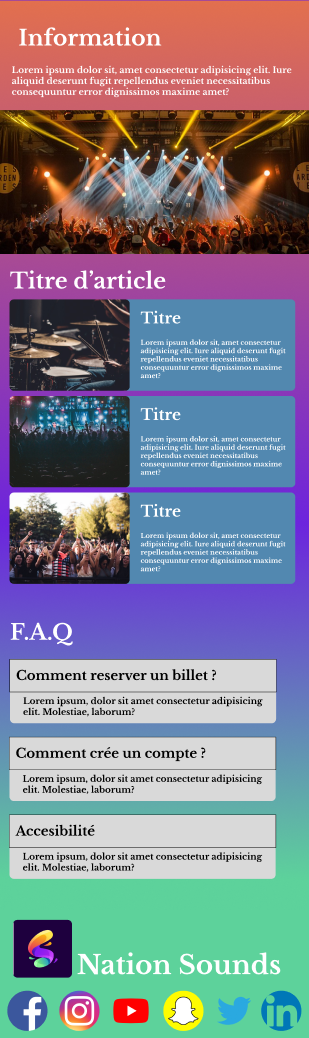 Information
Lorem ipsum dolor sit, amet consectetur adipisicing elit. Iure
aliquid deserunt fugit repellendus eveniet necessitatibus
consequuntur error dignissimos maxime amet?
Titre d'article
Titre
Lorem ipsum dolor sit, amet consectetur
adipisicing elit. Iure aliquid deserunt fugit
repellendus eveniet necessitatibus
consequuntur error dignissimos maxime
amet?
Titre
Lorem ipsum dolor sit, amet consectetur
adipisicing elit. Iure aliquid deserunt fugit
repellendus eveniet necessitatibus
consequuntur error dignissimos maxime
amet?
Titre
Lorem ipsum dolor sit, amet consectetur
adipisicing elit. Iure aliquid deserunt fugit
repellendus eveniet necessitatibus
consequuntur error dignissimos maxime
amet?
F.A.Q
Comment reserver un billet ?
Lorem ipsum, dolor sit amet consectetur adipisicing
elit. Molestiae, laborum?
Comment crée un compte ?
Lorem ipsum, dolor sit amet consectetur adipisicing
elit. Molestiae, laborum?
Accesibilité
Lorem ipsum, dolor sit amet consectetur adipisicing
elit. Molestiae, laborum?
Nation Sounds